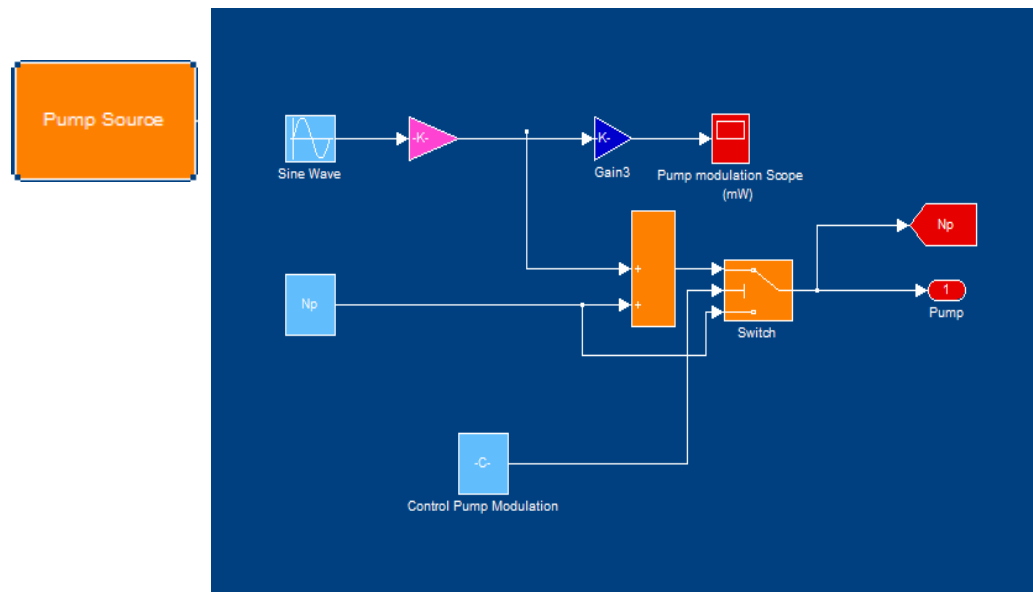 Pump Source
Sine Wave
-K-
-K-
Gain3
Pump modulation Scope
(mW)
Np
Np
+
+
Switch
1
Pump
-C-
Control Pump Modulation